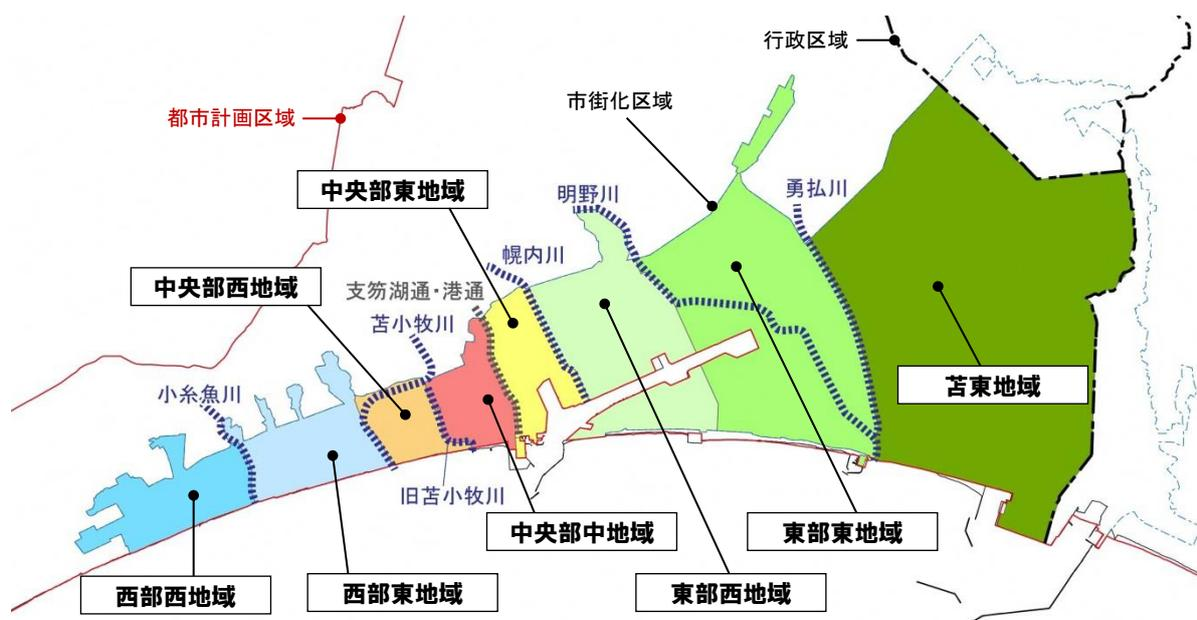 行政区域
市街化区域
都市計画区域
中央部東地域
明野川
勇払川
幌内川
中央部西地域
支笏湖通・港通
苫小牧川
小糸魚川
苫東地域
旧苫小牧川
中央部中地域
東部東地域
西部西地域
西部東地域
東部西地域